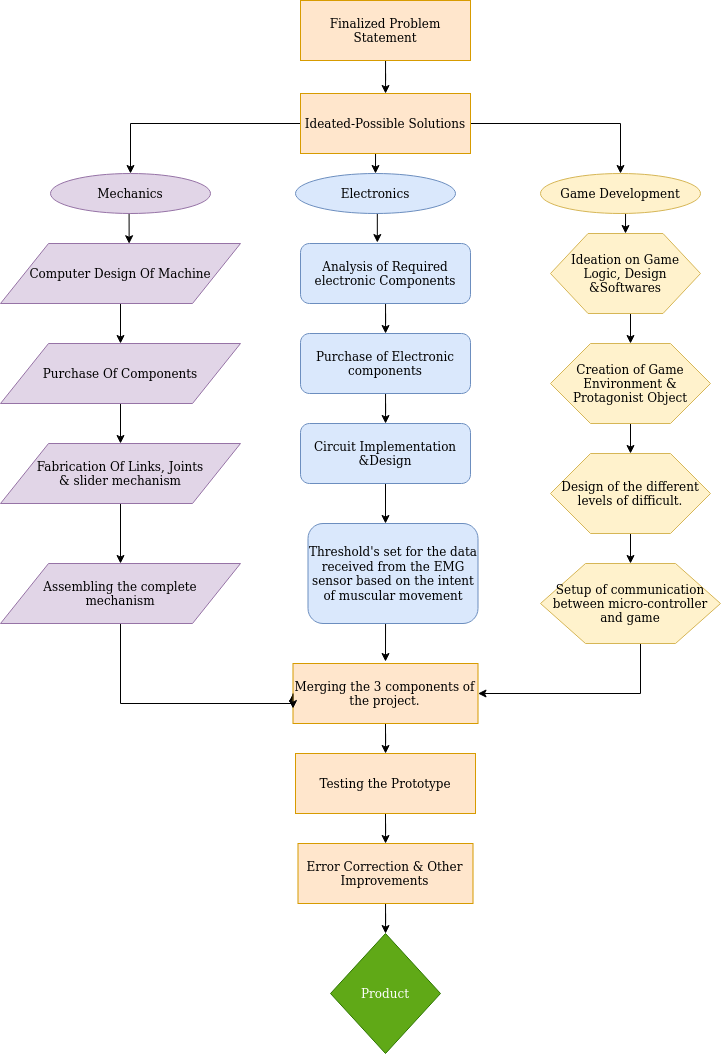 Finalized Problem
Statement
Ideated-Possible Solutions
Mechanics
Electronics
Game Development
Computer Design Of Machine
Analysis of Required
electronic Components
Ideation on Game
Logic, Design
&Softwares
Purchase Of Components
Purchase of Electronic
components
Creation of Game
Environment &
Protagonist Object
Fabrication Of Links, Joints
& slider mechanism
Circuit Implementation
&Design
Design of the different
levels of difficult.
Assembling the complete
mechanism
Threshold's set for the data
received from the EMG
sensor based on the intent
of muscular movement
Setup of communication
between micro-controller
and game
Merging the 3 components of
the project.
Testing the Prototype
Error Correction & Other
Improvements
Product